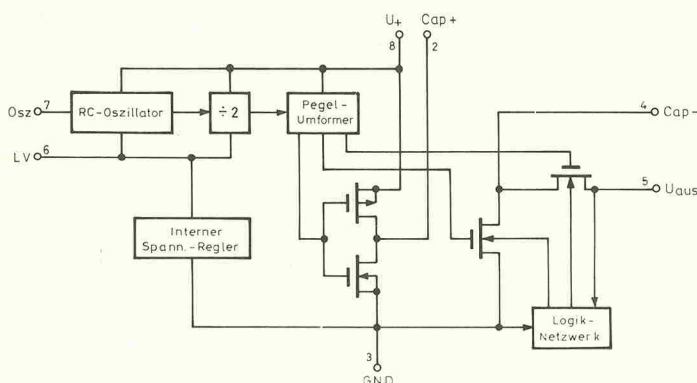 U+
Cap+
8
2
Osz
7
RC-Oszillator
÷2
Pegel-
Umformer
4
Cap-
LV
6
5
Uaus
Interner
Spann.-Regler
Logik-
Netzwerk
3
GND